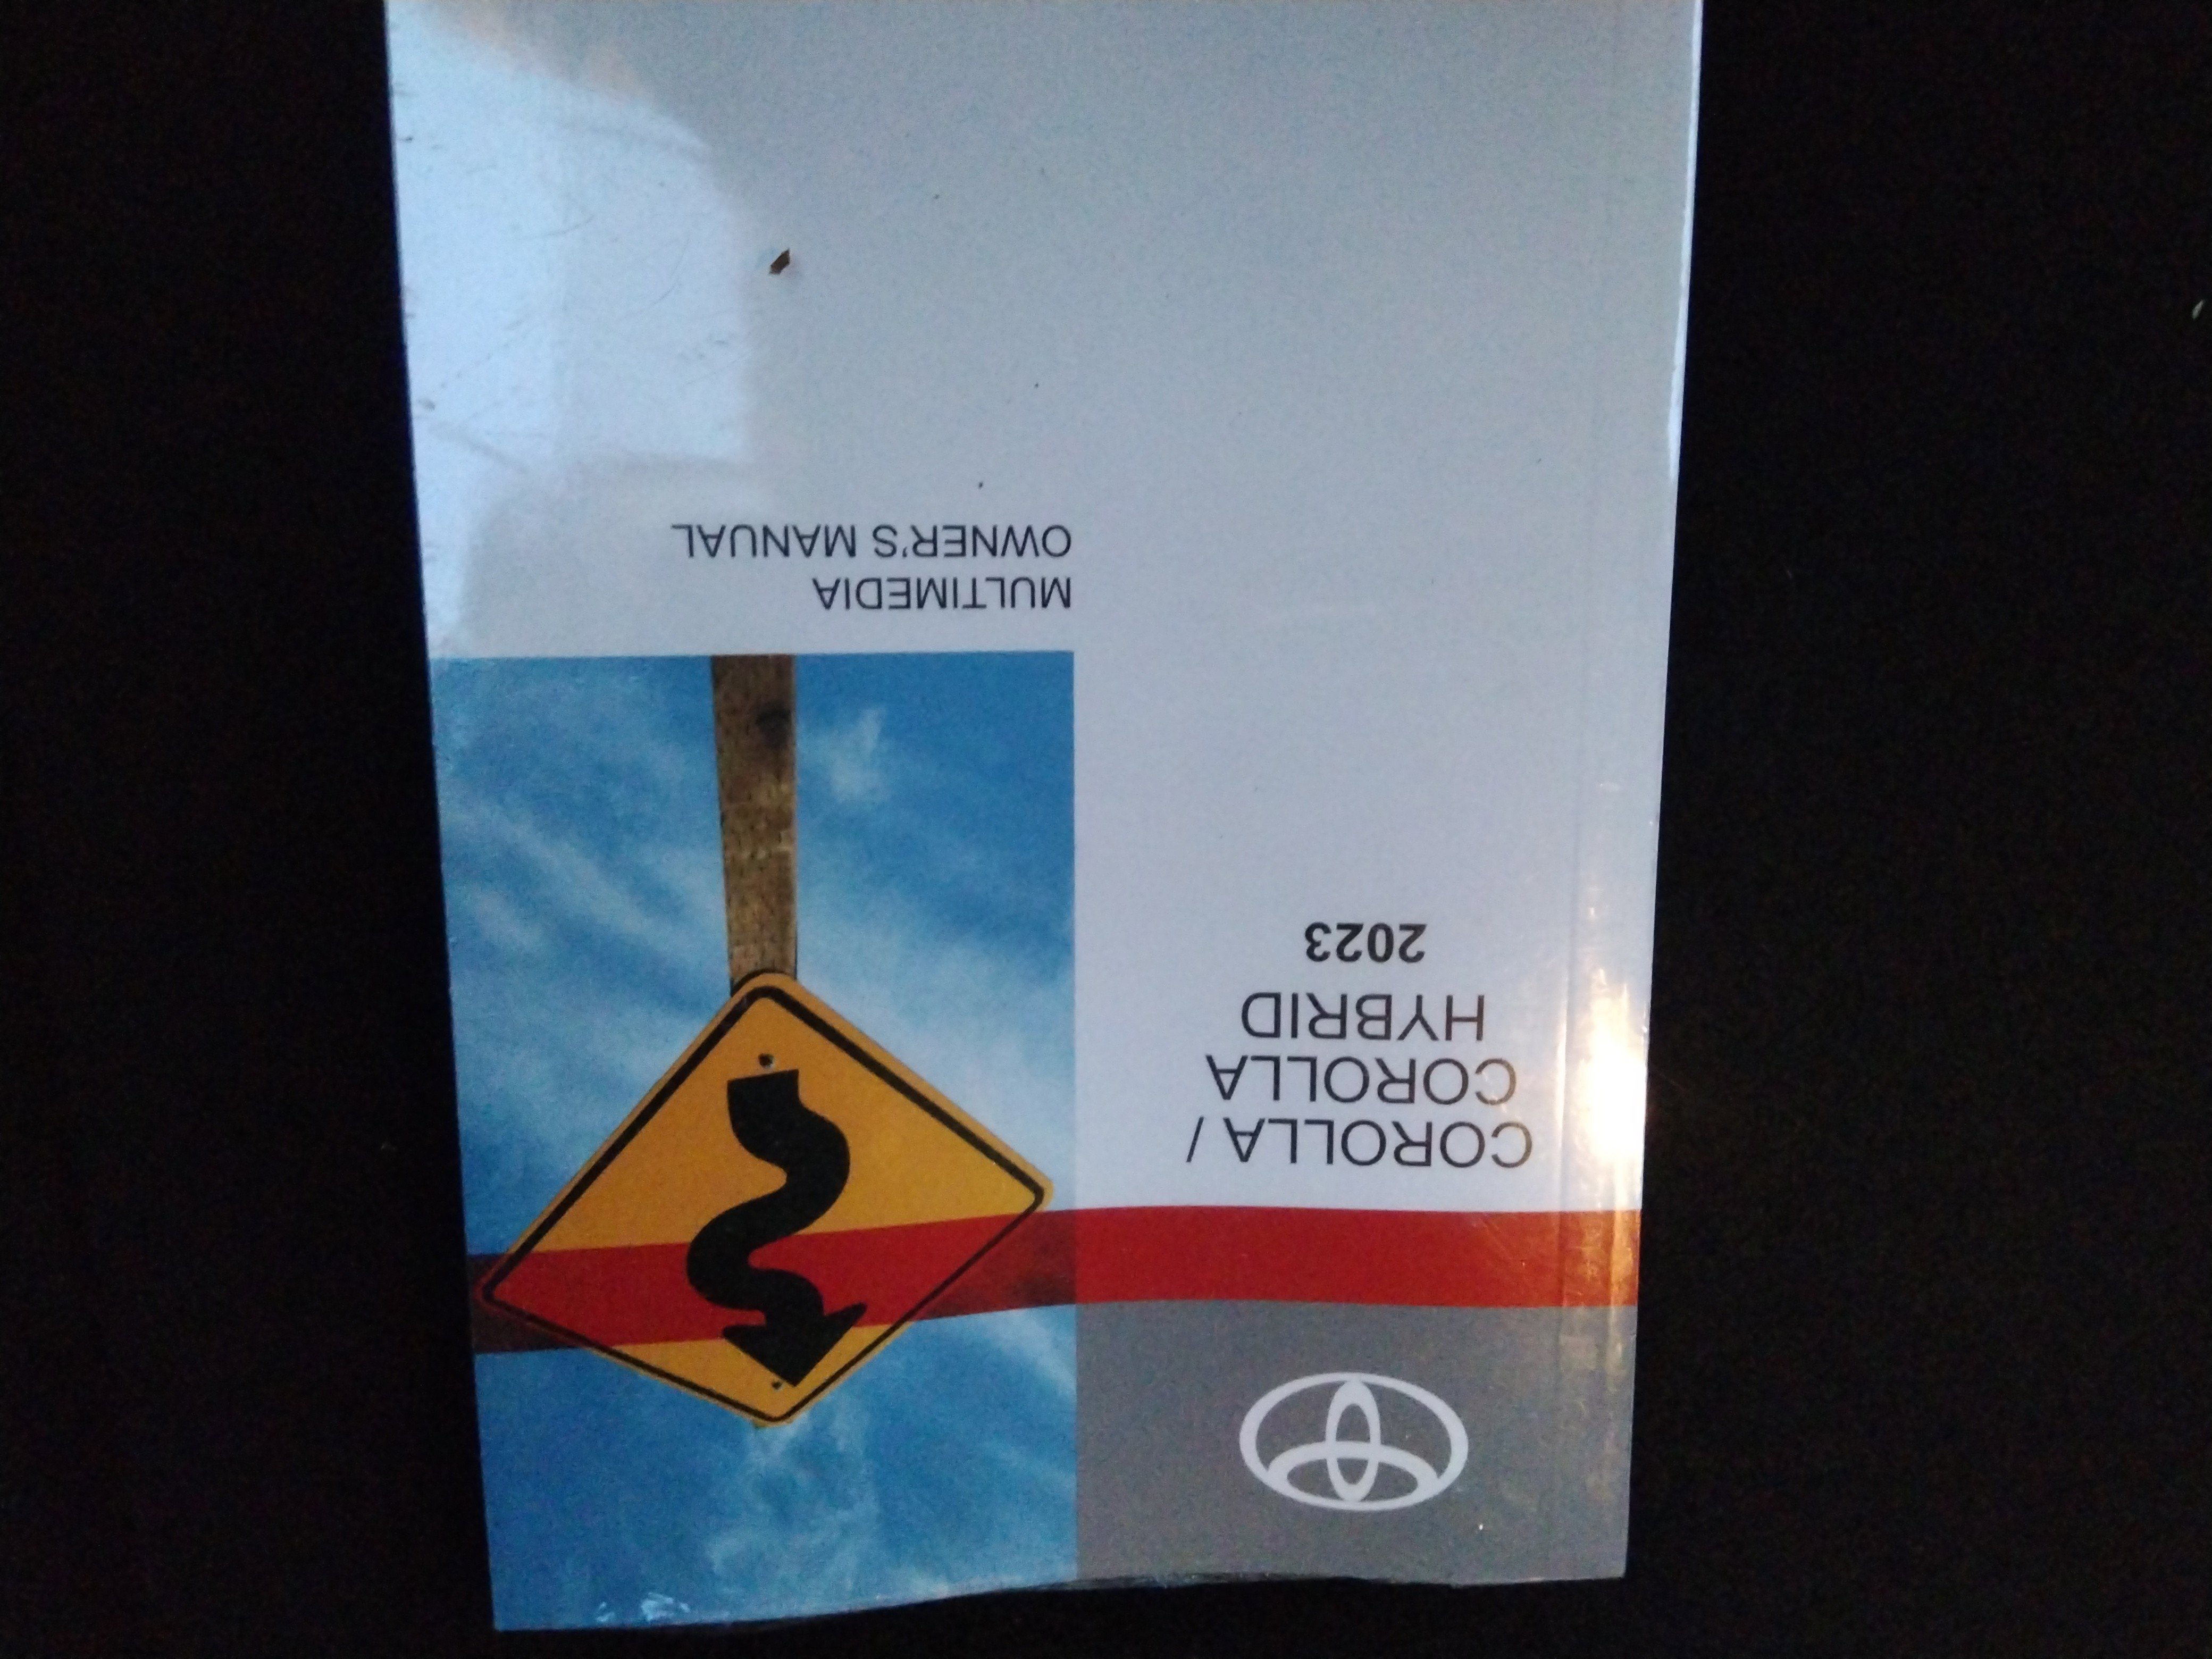 COROLLA /
COROLLA
HYBRID
2023
MULTIMEDIA
OWNER'S MANUAL